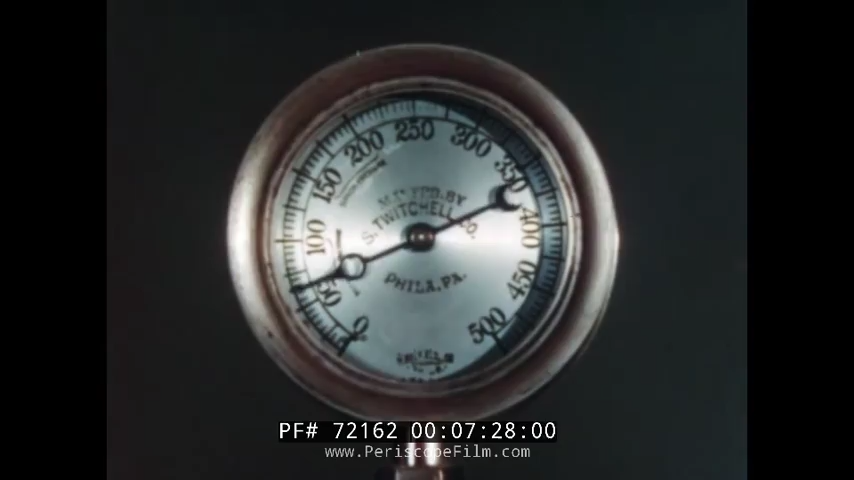 250
200
300
150
350
M'F'RD. BY
S. TWITCHELL CO.
100
400
PHILA. PA.
50
450
0
500
PF# 72162 00:07:28:00
www.PeriscopeFilm.com